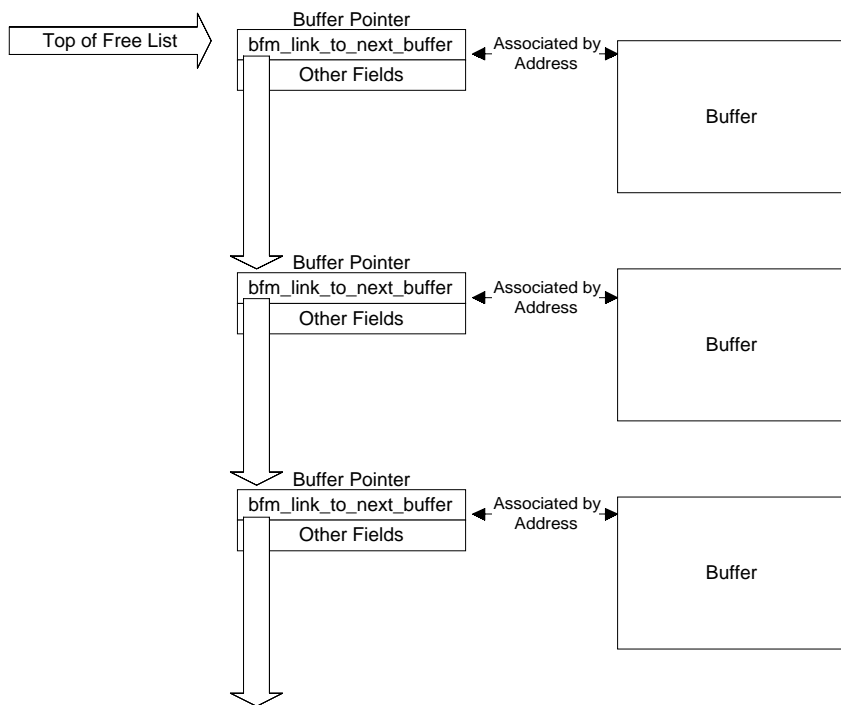 Buffer Pointer
Top of Free List
bfm_link_to_next_buffer
Other Fields
Associated by
Address
Buffer
Buffer Pointer
bfm_link_to_next_buffer
Other Fields
Associated by
Address
Buffer
Buffer Pointer
bfm_link_to_next_buffer
Other Fields
Associated by
Address
Buffer